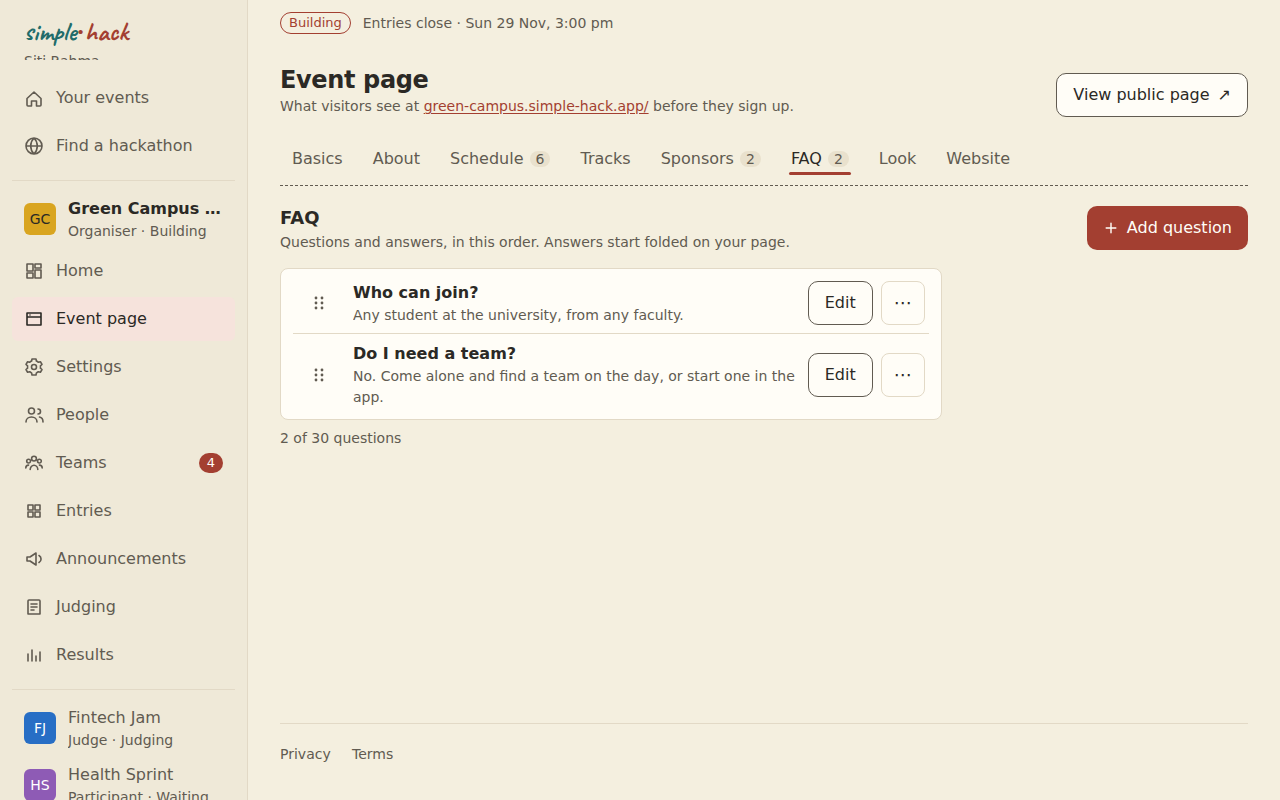 simple·hack
Siti Rahma
Your events
Find a hackathon
GC
Green Campus ...
Organiser · Building
Home
Event page
Settings
People
Teams
4
Entries
Announcements
Judging
Results
FJ
Fintech Jam
Judge · Judging
HS
Health Sprint
Participant · Waiting
Building
Entries close · Sun 29 Nov, 3:00 pm
Event page
What visitors see at green-campus.simple-hack.app/ before they sign up.
View public page ↗
Basics About Schedule 6 Tracks Sponsors 2 FAQ 2 Look Website
FAQ
Questions and answers, in this order. Answers start folded on your page.
+ Add question
Who can join?
Any student at the university, from any faculty.
Edit ⋯
Do I need a team?
No. Come alone and find a team on the day, or start one in the
app.
Edit ⋯
2 of 30 questions
Privacy Terms